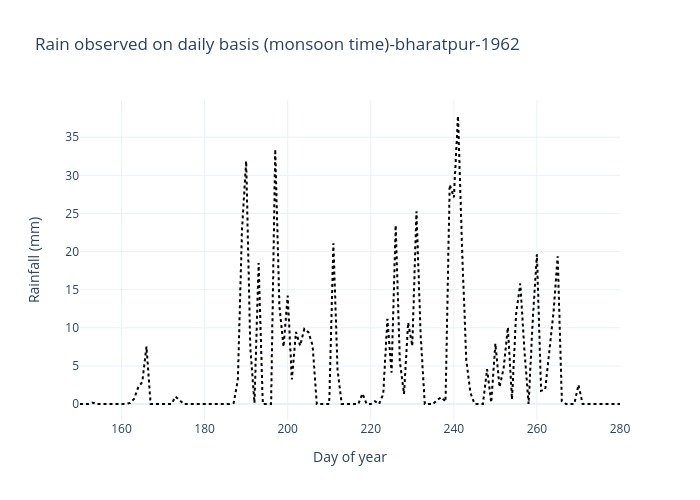 Rain observed on daily basis (monsoon time)-bharatpur-1962
35
30
25
20
15
10
5
0
Rainfall (mm)
160 180 200 220 240 260 280
Day of year